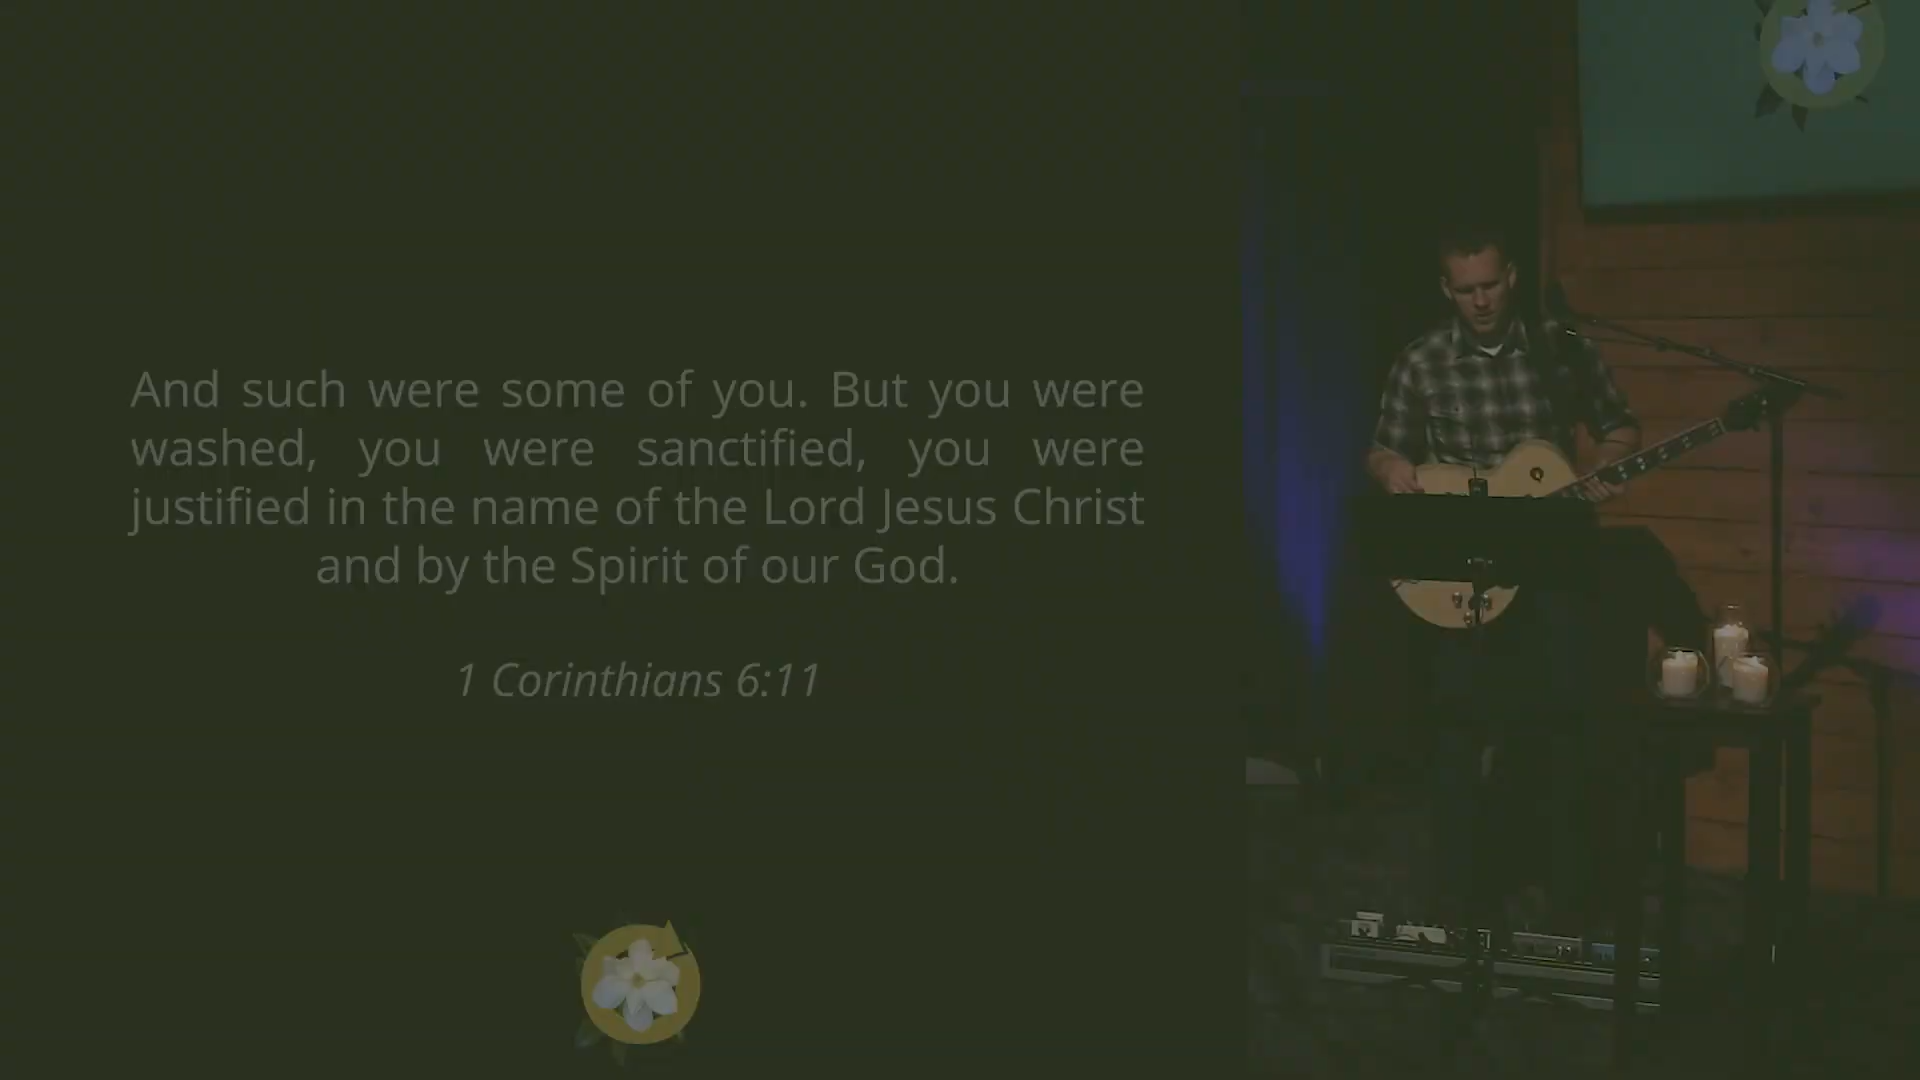 And such were some of you. But you were
washed, you were sanctified, you were
justified in the name of the Lord Jesus Christ
and by the Spirit of our God.
1 Corinthians 6:11